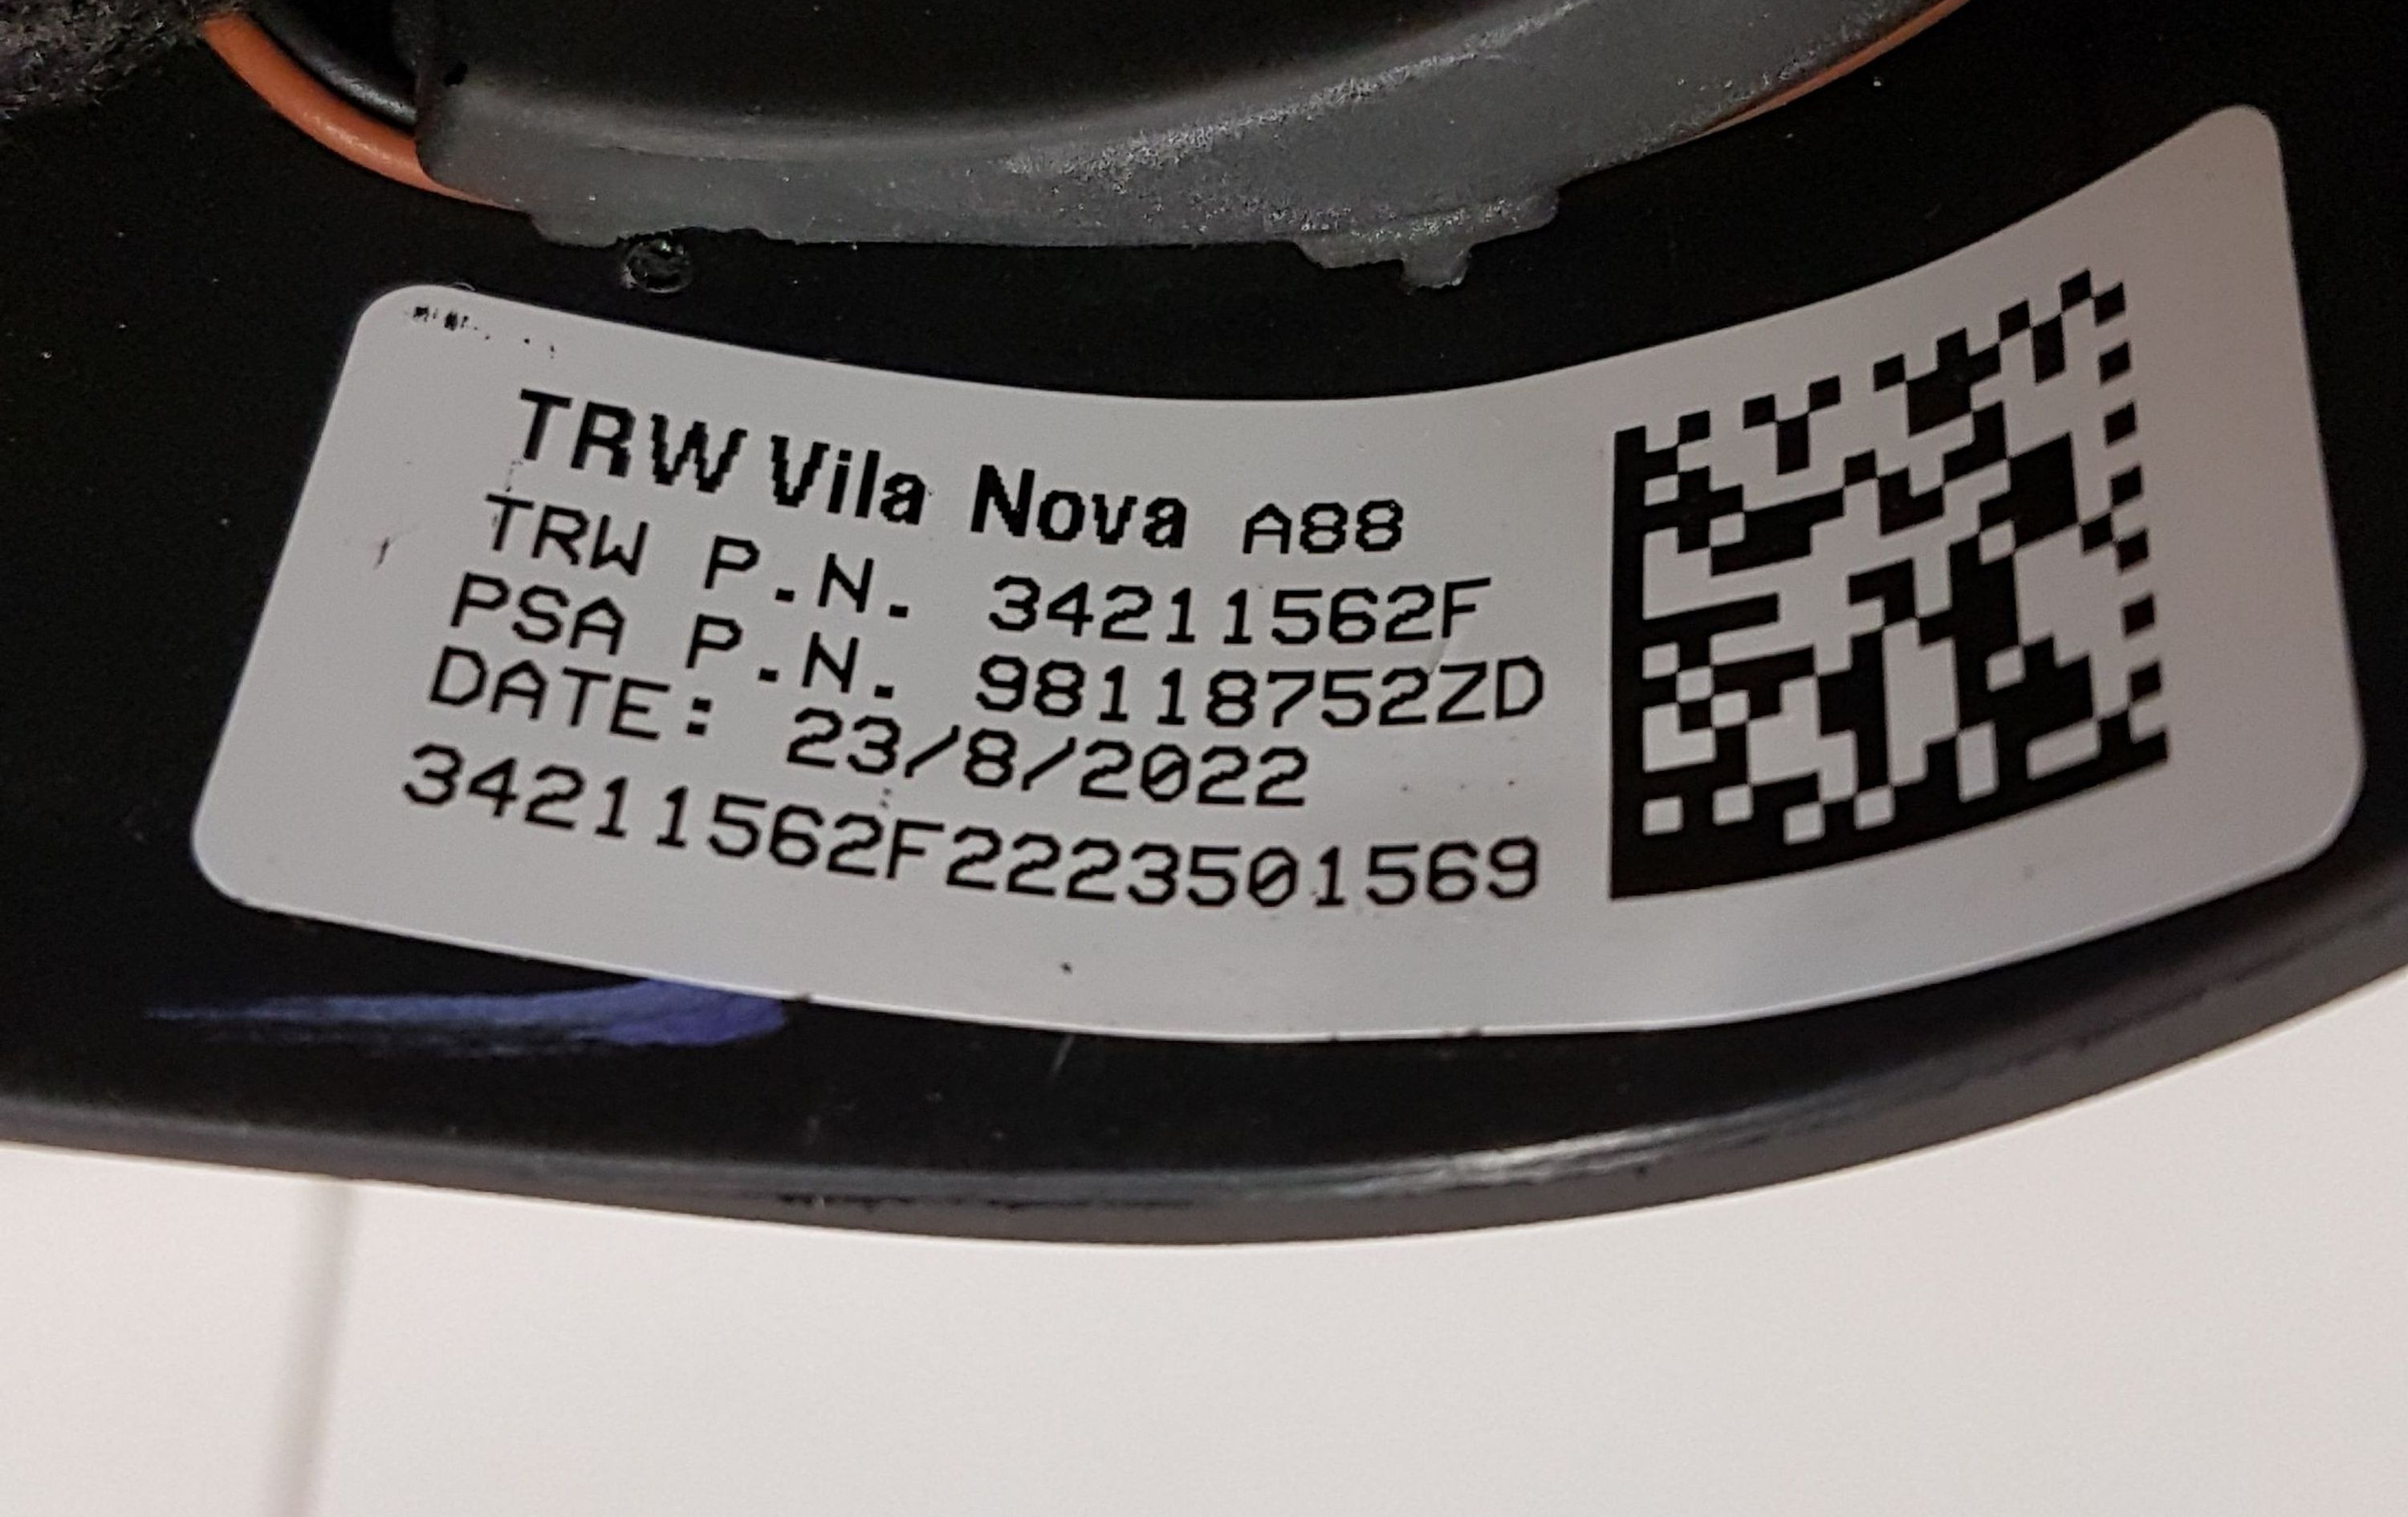 TRW Vila Nova A88
TRW P.N. 34211562F
PSA P.N. 98118752ZD
DATE: 23/8/2022
34211562F2223501569